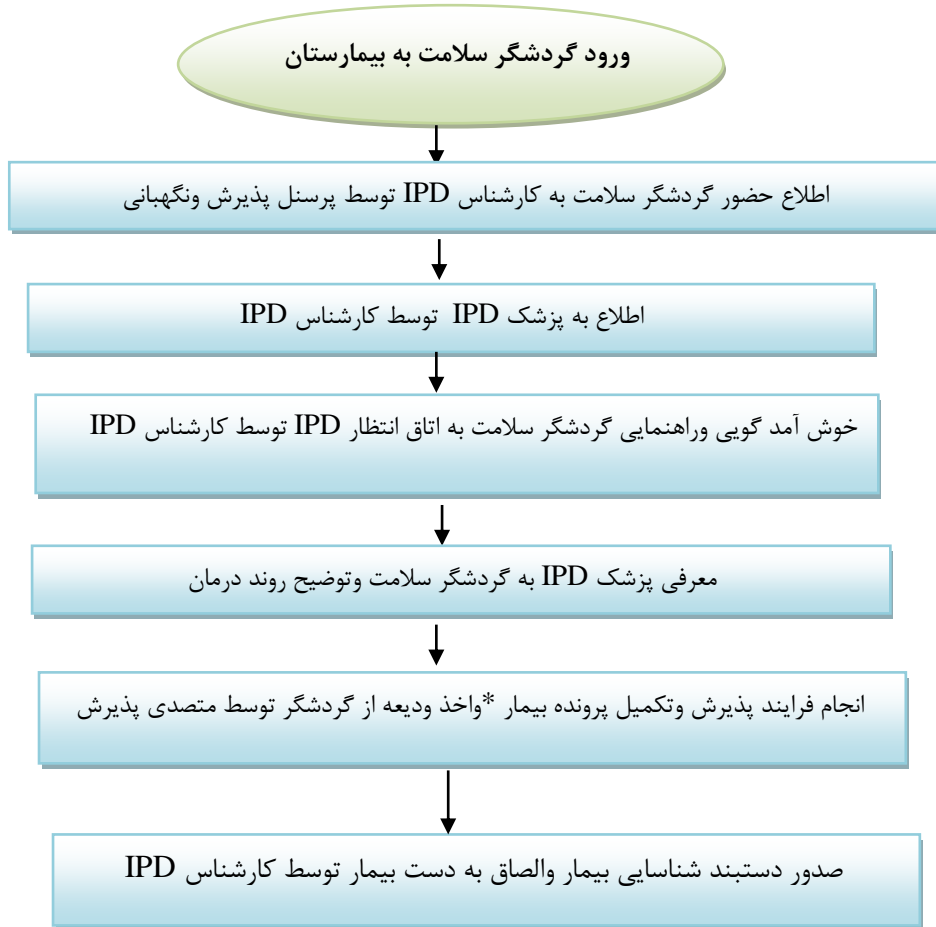 ورود گردشگر سلامت به بیمارستان
اطلاع حضور گردشگر سلامت به کارشناس IPD توسط پرسنل پذیرش ونگهبانی
اطلاع به پزشک IPD توسط کارشناس IPD
خوش آمد گویی وراهنمایی گردشگر سلامت به اتاق انتظار IPD توسط کارشناس IPD
معرفی پزشک IPD به گردشگر سلامت وتوضیح روند درمان
انجام فرایند پذیرش وتکمیل پرونده بیمار *واخذ ودیعه از گردشگر توسط متصدی پذیرش
صدور دستبند شناسایی بیمار والصاق به دست بیمار توسط کارشناس IPD